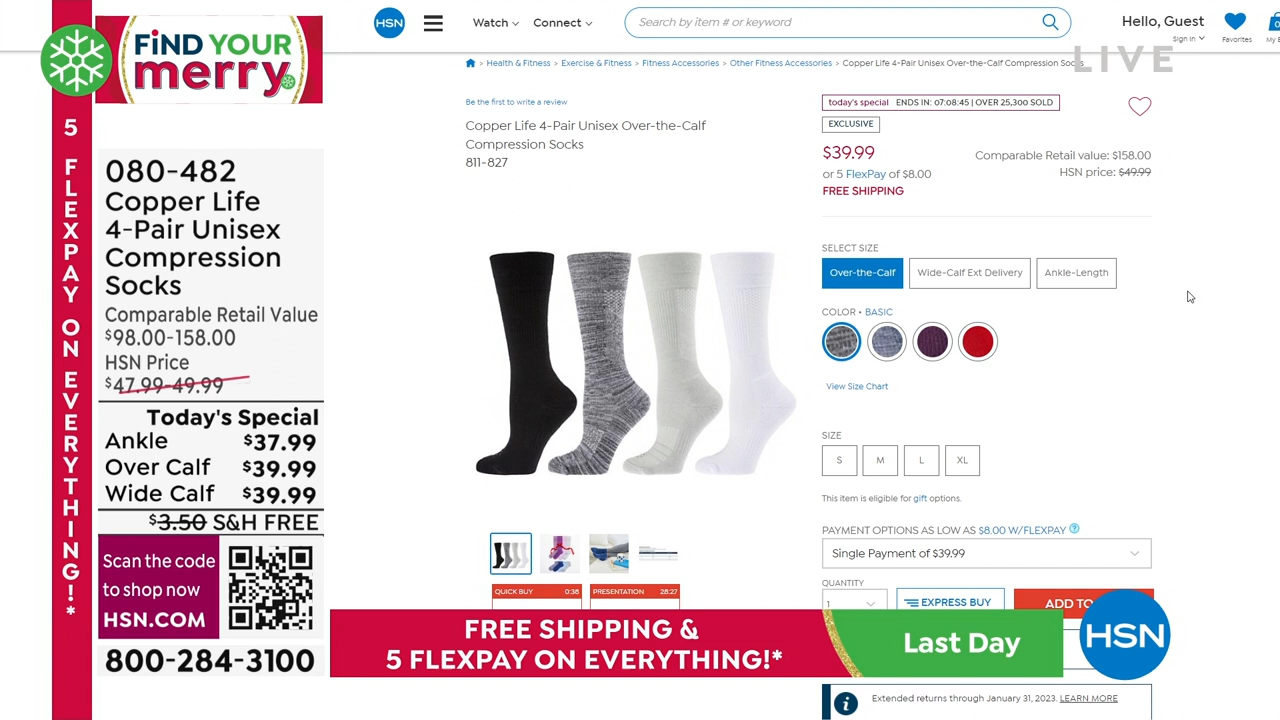 FiND YOUR
merry
5 FLEXPAY ON EVERYTHING!*
080-482
Copper Life
4-Pair Unisex
Compression
Socks
Comparable Retail Value
$98.00-158.00
HSN Price
$47.99-49.99
Today's Special
Ankle $37.99
Over Calf $39.99
Wide Calf $39.99
$3.50 S&H FREE
Scan the code
to shop now
HSN.COM
800-284-3100
HSN
Watch
Connect
Search by item # or keyword
Hello, Guest
Sign In
Favorites
0
LIVE
> Health & Fitness > Exercise & Fitness > Fitness Accessories > Other Fitness Accessories > Copper Life 4-Pair Unisex Over-the-Calf Compression Socks
Be the first to write a review
Copper Life 4-Pair Unisex Over-the-Calf
Compression Socks
811-827
QUICK BUY 0:38
PRESENTATION 28:27
today's special ENDS IN: 07:08:45 | OVER 25,300 SOLD
EXCLUSIVE
$39.99
Comparable Retail value: $158.00
or 5 FlexPay of $8.00
HSN price: $49.99
FREE SHIPPING
SELECT SIZE
Over-the-Calf
Wide-Calf Ext Delivery
Ankle-Length
COLOR • BASIC
View Size Chart
SIZE
S M L XL
This item is eligible for gift options.
PAYMENT OPTIONS AS LOW AS $8.00 W/FLEXPAY ?
Single Payment of $39.99
QUANTITY
1
EXPRESS BUY
ADD TO
FREE SHIPPING &
5 FLEXPAY ON EVERYTHING!*
Last Day
HSN
Extended returns through January 31, 2023. LEARN MORE